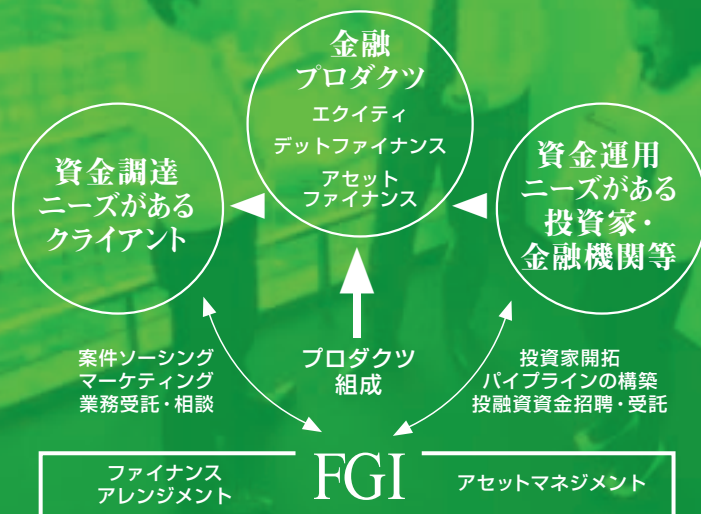 金融
プロダクツ
エクイティ
デットファイナンス
アセット
ファイナンス
資金調達
ニーズがある
クライアント
資金運用
ニーズがある
投資家・
金融機関等
案件ソーシング
マーケティング
業務受託・相談
プロダクツ
組成
投資家開拓
パイプラインの構築
投融資資金招聘・受託
ファイナンス
アレンジメント
FGI
アセットマネジメント